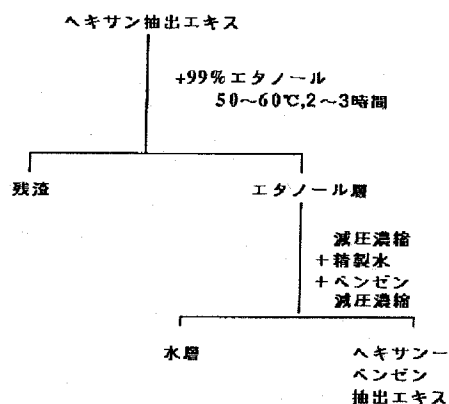 ヘキサン抽出エキス
+99%エタノール
50~60℃,2~3時間
残渣
エタノール層
減圧濃縮
+精製水
+ベンゼン
減圧濃縮
水層
ヘキサンー
ベンゼン
抽出エキス